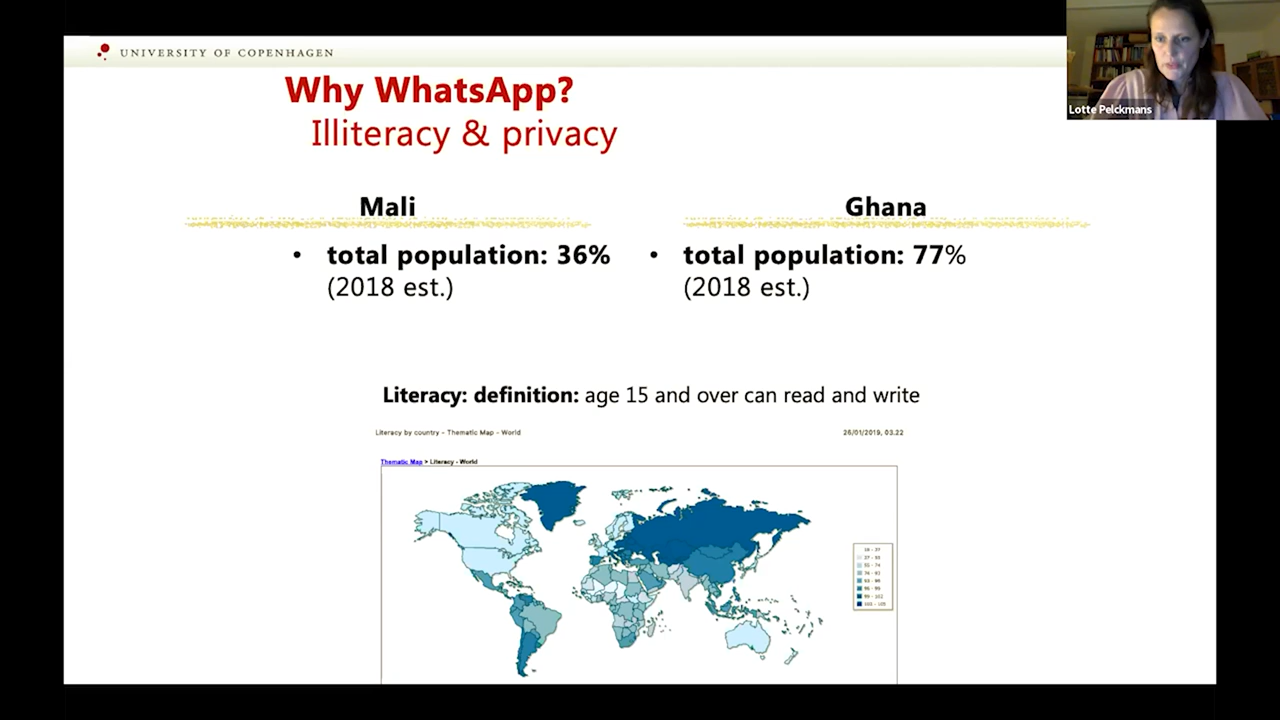 UNIVERSITY OF COPENHAGEN
Lotte Pelckmans
Why WhatsApp?
Illiteracy & privacy
Mali
• total population: 36%
(2018 est.)
Ghana
• total population: 77%
(2018 est.)
Literacy: definition: age 15 and over can read and write
Literacy by country - Thematic Map - World
26/01/2019, 03.22
Thematic Map > Literacy - World